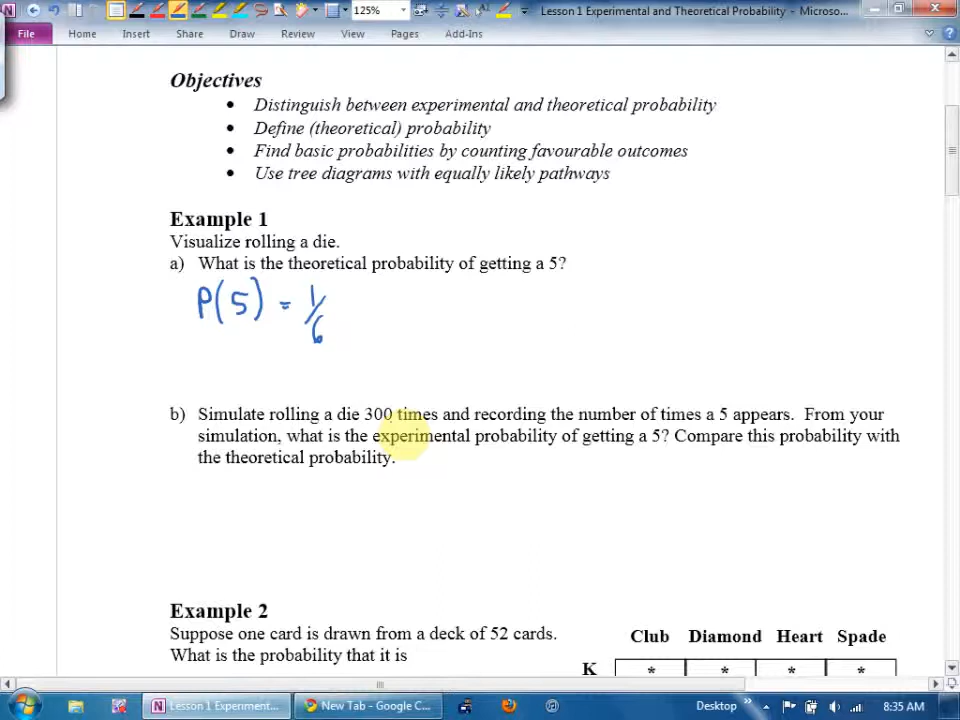 125%
Lesson 1 Experimental and Theoretical Probability - Microso...
File Home Insert Share Draw Review View Pages Add-Ins
Objectives
• Distinguish between experimental and theoretical probability
• Define (theoretical) probability
• Find basic probabilities by counting favourable outcomes
• Use tree diagrams with equally likely pathways
Example 1
Visualize rolling a die.
a) What is the theoretical probability of getting a 5?
P(5) = 1/6
b) Simulate rolling a die 300 times and recording the number of times a 5 appears. From your
simulation, what is the experimental probability of getting a 5? Compare this probability with
the theoretical probability.
Example 2
Suppose one card is drawn from a deck of 52 cards.
What is the probability that it is
Club Diamond Heart Spade
K * * * *
Lesson 1 Experiment... New Tab - Google C... Desktop 8:35 AM